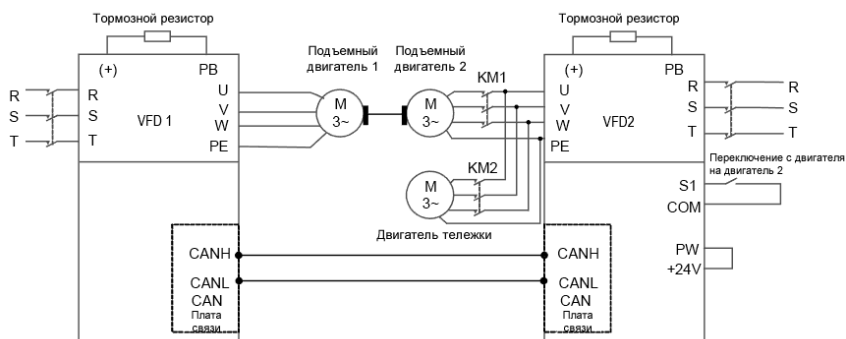 Тормозной резистор
Тормозной резистор
(+)
PB
Подъемный двигатель 1
Подъемный двигатель 2
KM1
(+)
PB
R
S
T
R
S
T
VFD 1
U
V
W
PE
M
3~
M
3~
U
V
W
PE
VFD2
R
S
T
R
S
T
KM2
M
3~
Двигатель тележки
Переключение с двигателя
на двигатель 2
S1
COM
PW
+24V
CANH
CANL
CAN
Плата
связи
CANH
CANL
CAN
Плата
связи